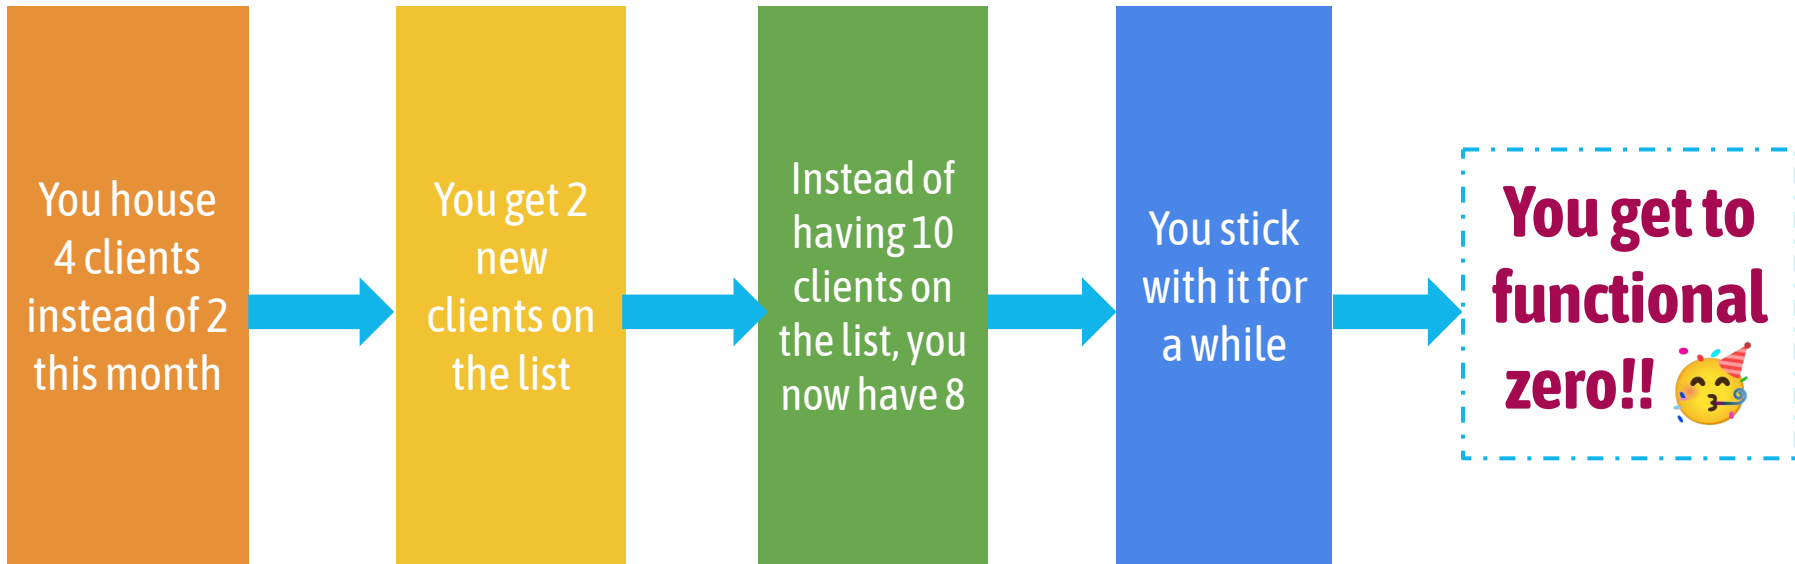 You house
4 clients
instead of 2
this month
You get 2
new
clients on
the list
Instead of
having 10
clients on
the list, you
now have 8
You stick
with it for
a while
You get to
functional
zero!! 🥳